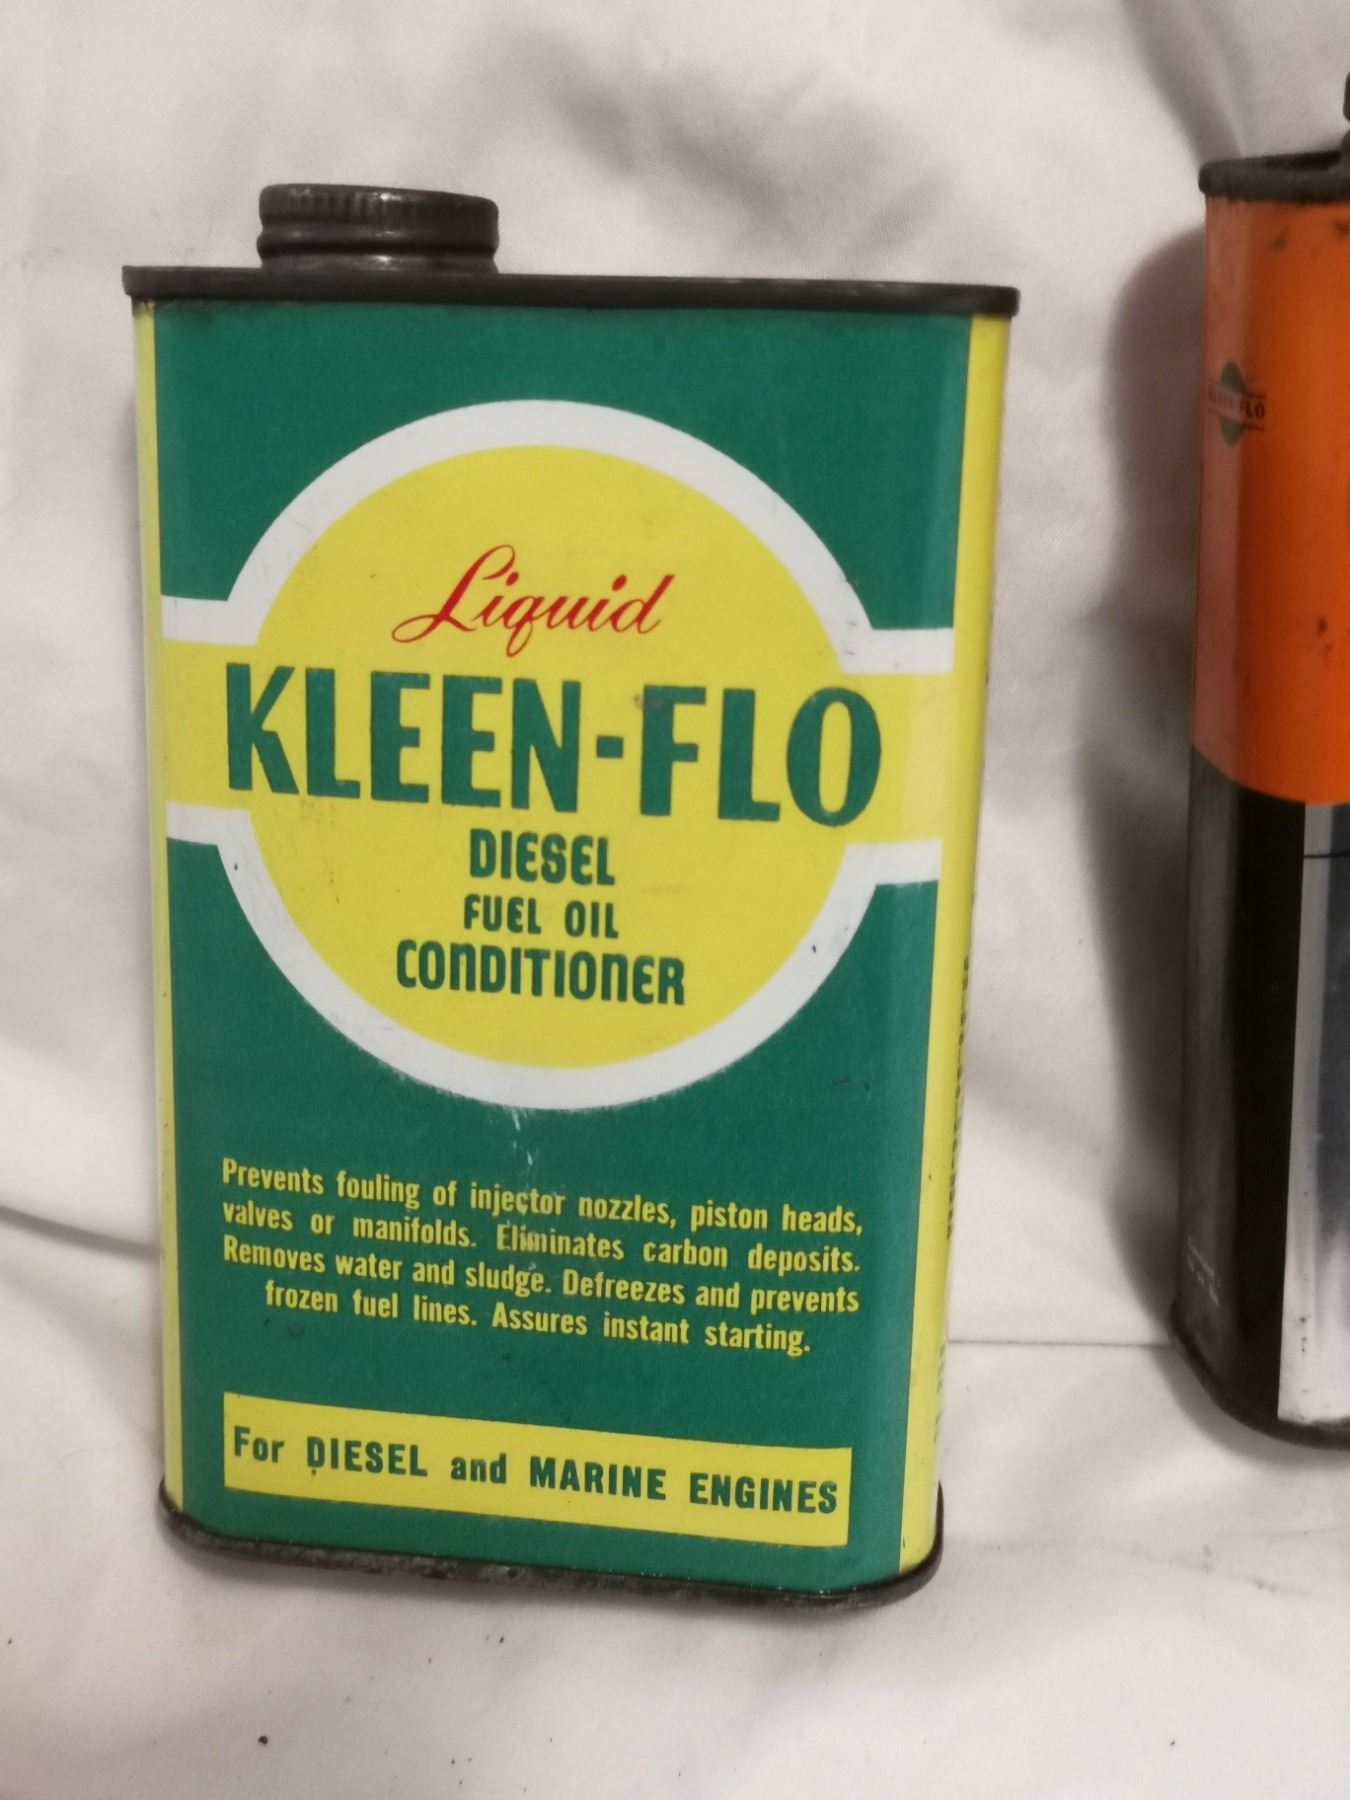 Liquid
KLEEN-FLO
DIESEL
FUEL OIL
CONDITIONER
Prevents fouling of injector nozzles, piston heads,
valves or manifolds. Eliminates carbon deposits.
Removes water and sludge. Defreezes and prevents
frozen fuel lines. Assures instant starting.
For DIESEL and MARINE ENGINES
KLEEN-FLO